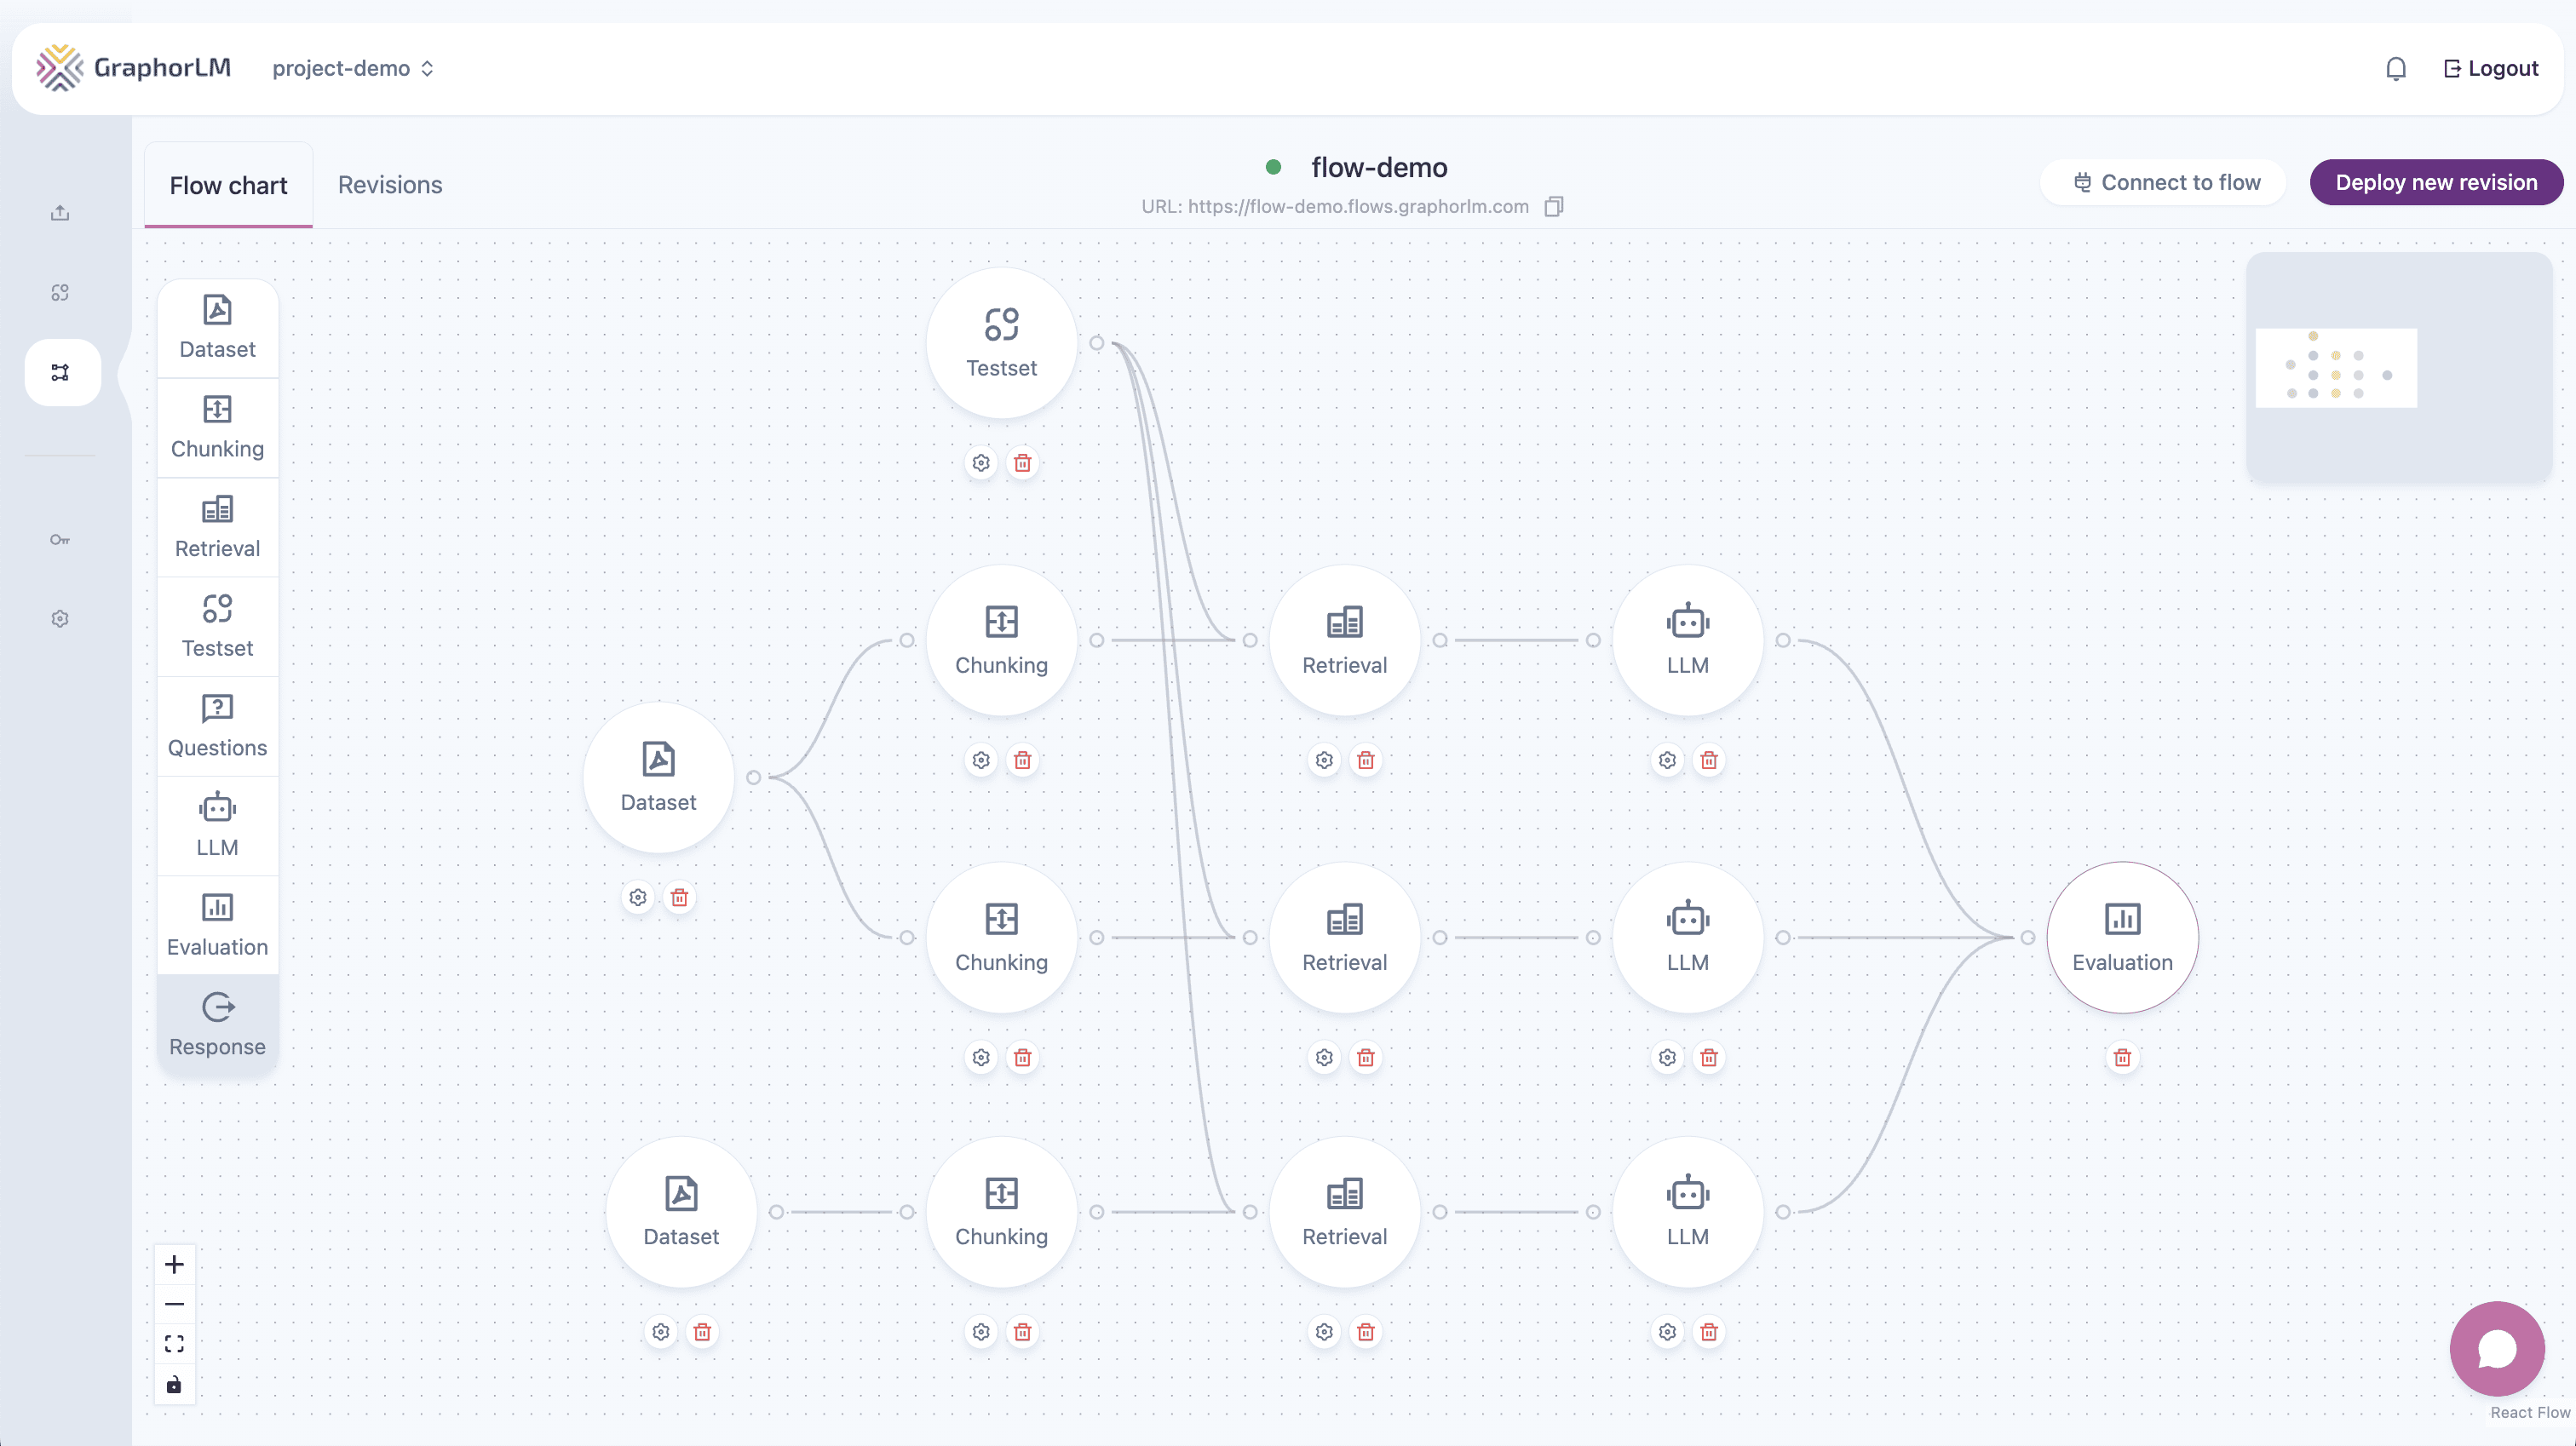 GraphorLM
project-demo
Logout
Flow chart
Revisions
flow-demo
URL: https://flow-demo.flows.graphorlm.com
Connect to flow
Deploy new revision
Dataset
Chunking
Retrieval
Testset
?
Questions
LLM
Evaluation
Response
Testset
Chunking
Retrieval
LLM
Dataset
Chunking
Retrieval
LLM
Evaluation
Dataset
Chunking
Retrieval
LLM
React Flow